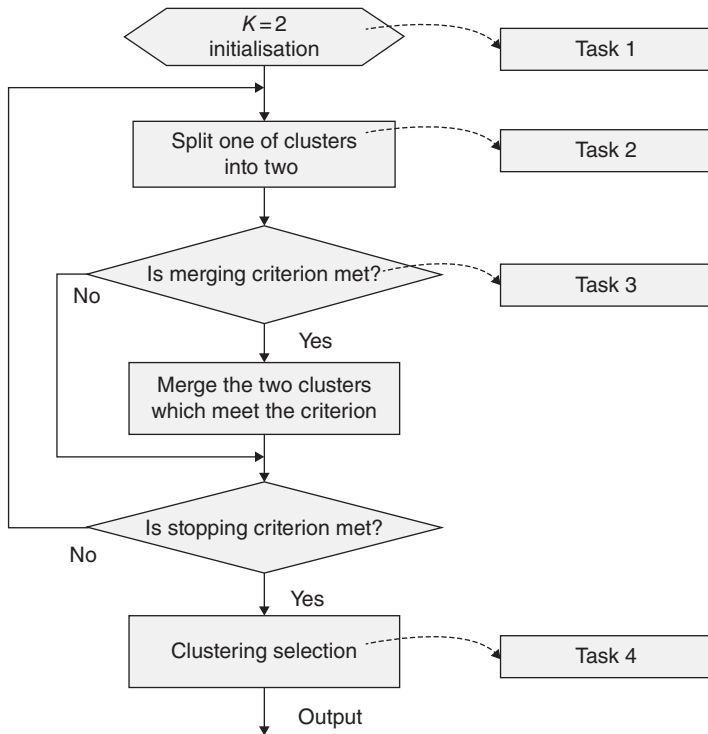 K = 2
initialisation
Task 1
Split one of clusters
into two
Task 2
Is merging criterion met?
Task 3
No
Yes
Merge the two clusters
which meet the criterion
Is stopping criterion met?
No
Yes
Clustering selection
Task 4
Output